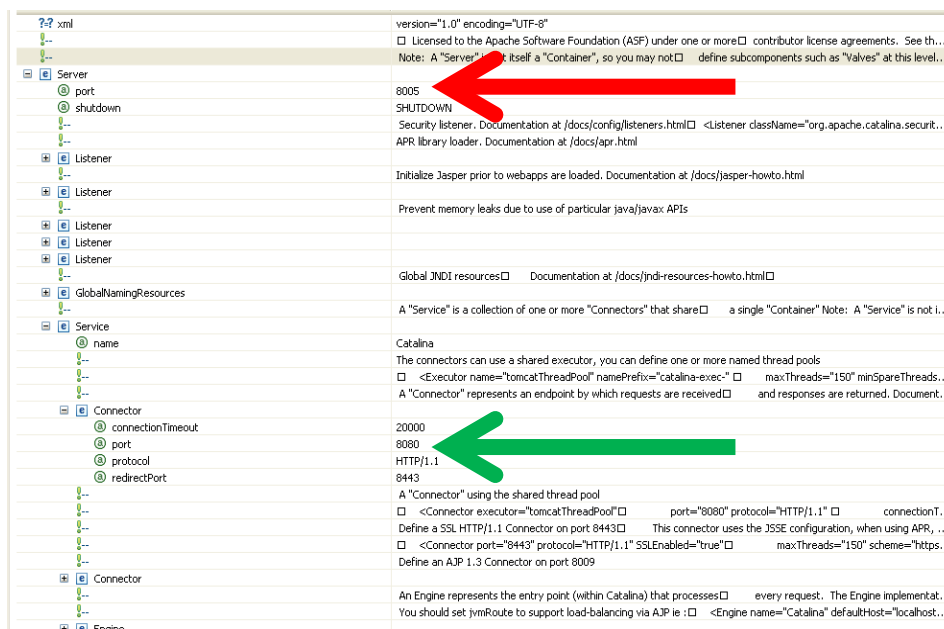 ?=? xml version="1.0" encoding="UTF-8"
!-- □ Licensed to the Apache Software Foundation (ASF) under one or more□ contributor license agreements. See th...
!-- Note: A "Server" itself a "Container", so you may not□ define subcomponents such as "Valves" at this level..
e Server
a port 8005
a shutdown SHUTDOWN
!-- Security listener. Documentation at /docs/config/listeners.html□ <Listener className="org.apache.catalina.securit..
!-- APR library loader. Documentation at /docs/apr.html
e Listener
!-- Initialize Jasper prior to webapps are loaded. Documentation at /docs/jasper-howto.html
e Listener
!-- Prevent memory leaks due to use of particular java/javax APIs
e Listener
e Listener
e Listener
!-- Global JNDI resources□ Documentation at /docs/jndi-resources-howto.html□
e GlobalNamingResources
!-- A "Service" is a collection of one or more "Connectors" that share□ a single "Container" Note: A "Service" is not i..
e Service
a name Catalina
!-- The connectors can use a shared executor, you can define one or more named thread pools
!-- □ <Executor name="tomcatThreadPool" namePrefix="catalina-exec-" □ maxThreads="150" minSpareThreads..
!-- A "Connector" represents an endpoint by which requests are received□ and responses are returned. Document.
e Connector
a connectionTimeout 20000
a port 8080
a protocol HTTP/1.1
a redirectPort 8443
!-- A "Connector" using the shared thread pool
!-- □ <Connector executor="tomcatThreadPool"□ port="8080" protocol="HTTP/1.1" □ connectionT.
!-- Define a SSL HTTP/1.1 Connector on port 8443□ This connector uses the JSSE configuration, when using APR, ..
!-- □ <Connector port="8443" protocol="HTTP/1.1" SSLEnabled="true"□ maxThreads="150" scheme="https.
!-- Define an AJP 1.3 Connector on port 8009
e Connector
!-- An Engine represents the entry point (within Catalina) that processes□ every request. The Engine implementat.
!-- You should set jvmRoute to support load-balancing via AJP ie :□ <Engine name="Catalina" defaultHost="localhost..
e Engine